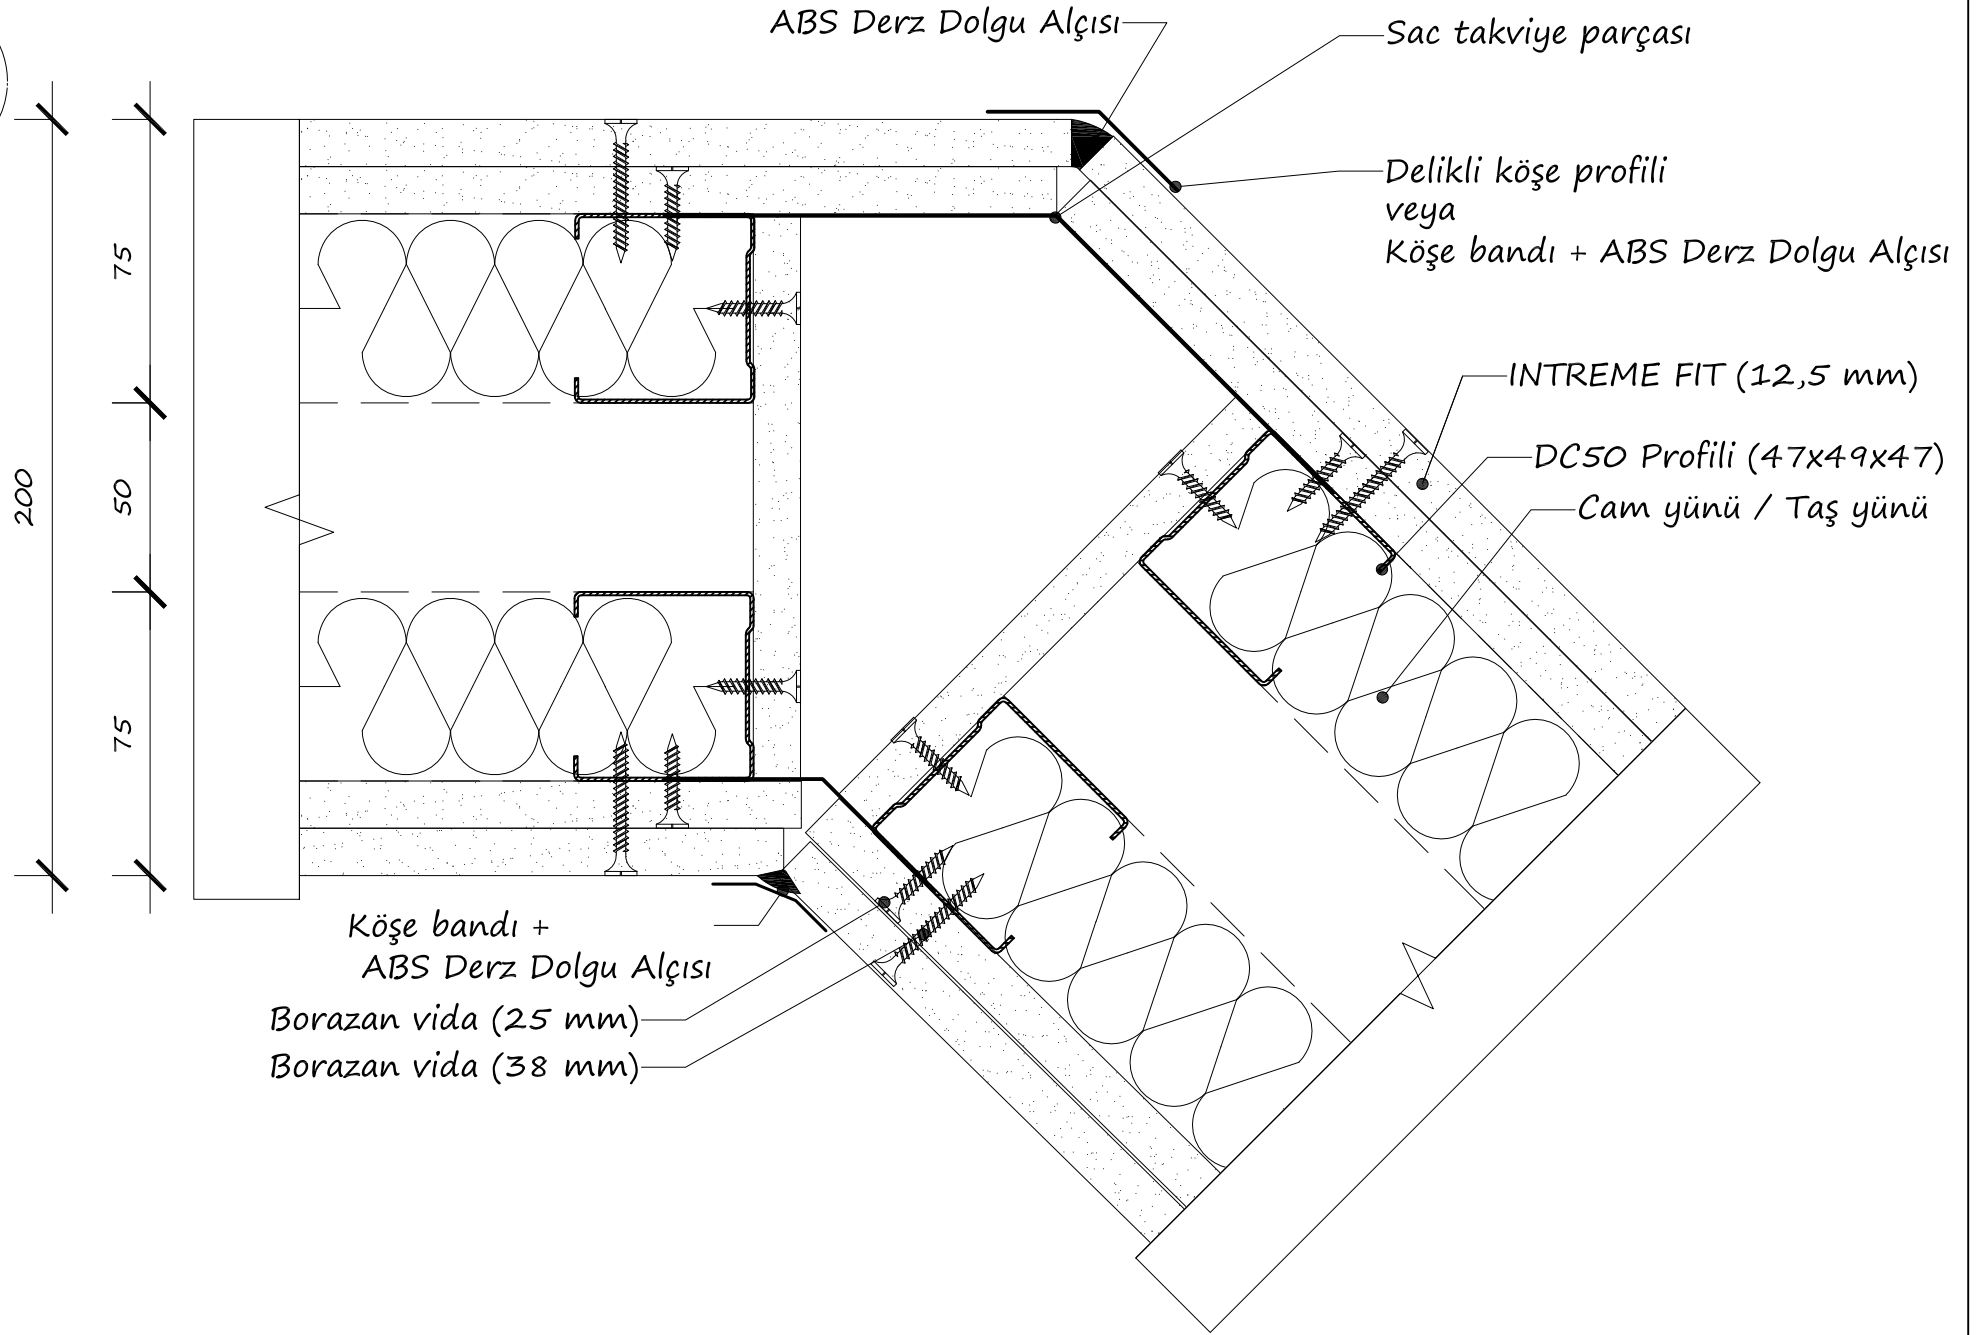 ABS Derz Dolgu Alçısı
Sac takviye parçası
Delikli köşe profili
veya
Köşe bandı + ABS Derz Dolgu Alçısı
INTREME FIT (12,5 mm)
DC50 Profili (47x49x47)
Cam yünü / Taş yünü
75
50
200
75
Köşe bandı +
ABS Derz Dolgu Alçısı
Borazan vida (25 mm)
Borazan vida (38 mm)